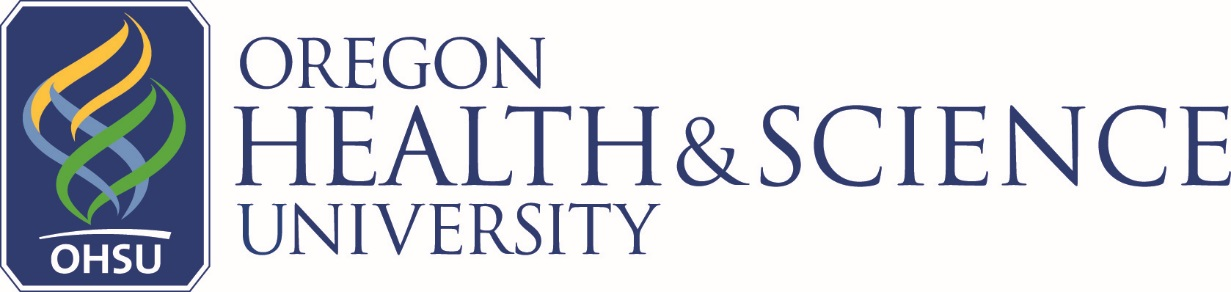 OHSU
OREGON
HEALTH & SCIENCE
UNIVERSITY